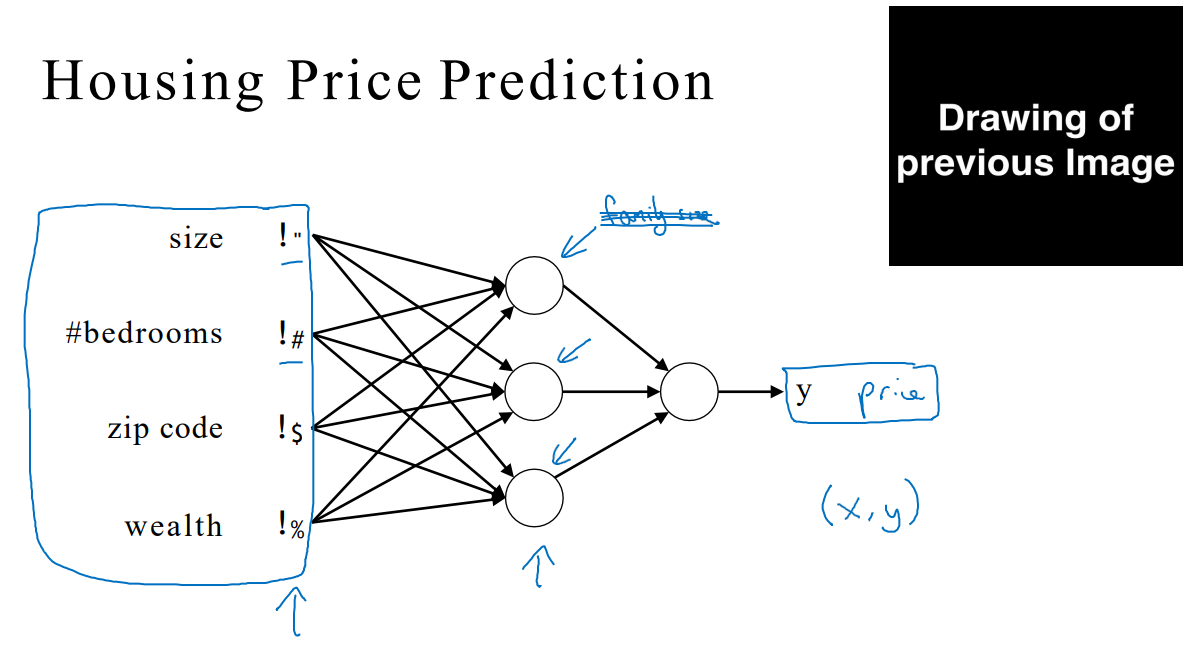 Housing Price Prediction
Drawing of
previous Image
family size
size !"
#bedrooms !#
y price
zip code !$
(x,y)
wealth !%